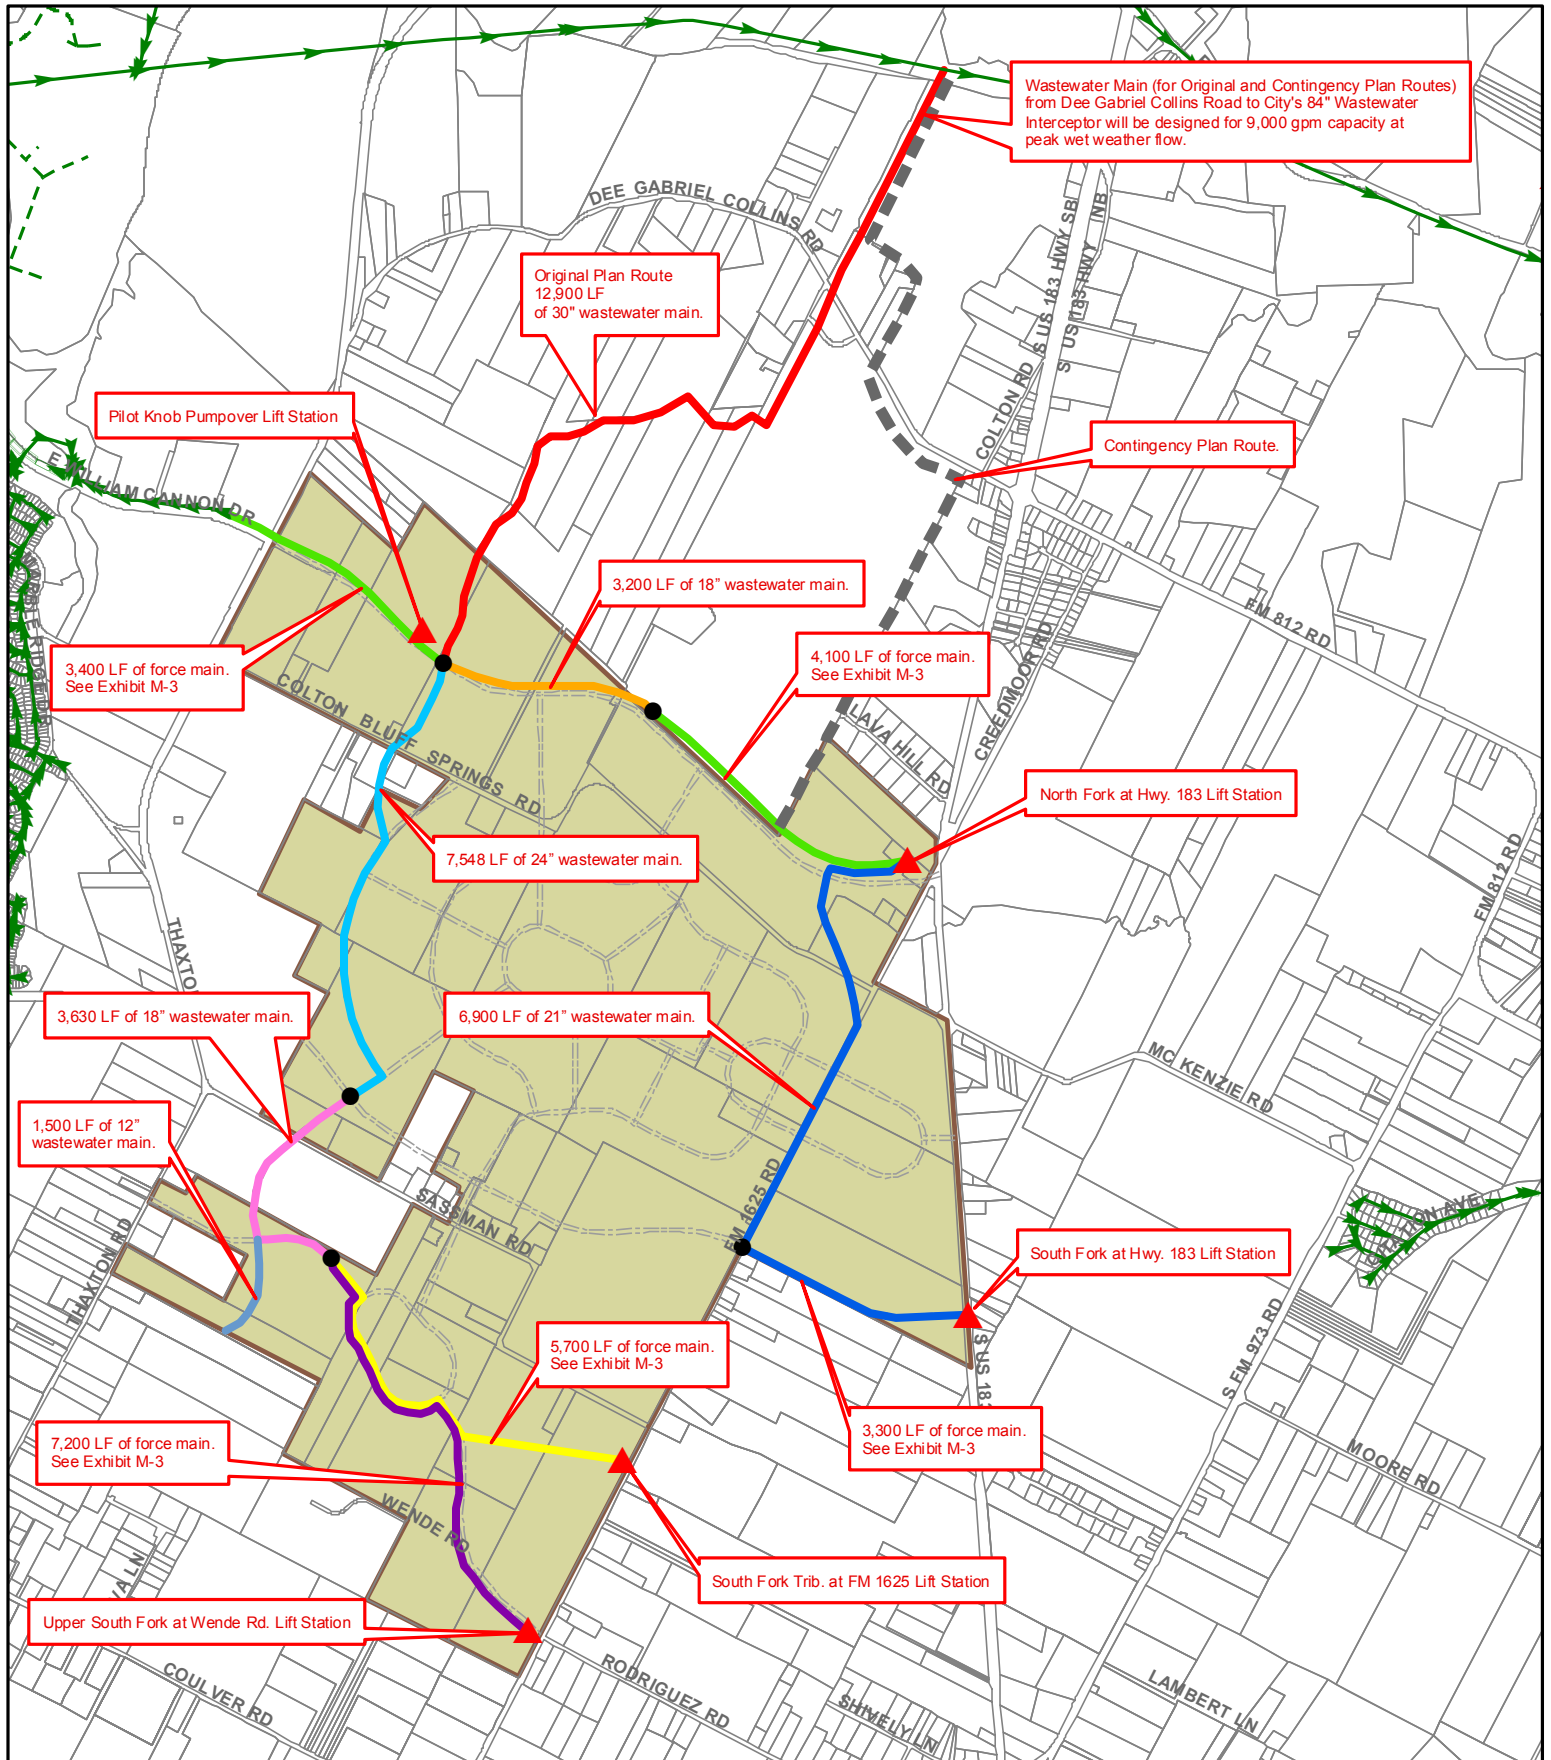 Wastewater Main (for Original and Contingency Plan Routes)
from Dee Gabriel Collins Road to City's 84" Wastewater
Interceptor will be designed for 9,000 gpm capacity at
peak wet weather flow.
DEE GABRIEL COLLINS RD
S US 183 HWY SB
S US 183 HWY NB
Original Plan Route
12,900 LF
of 30" wastewater main.
COLTON RD
Pilot Knob Pumpover Lift Station
Contingency Plan Route.
E WILLIAM CANNON DR
3,200 LF of 18” wastewater main.
FM 812 RD
CREEDMOOR RD
3,400 LF of force main.
See Exhibit M-3
4,100 LF of force main.
See Exhibit M-3
COLTON BLUFF SPRINGS RD
LAVA HILL RD
North Fork at Hwy. 183 Lift Station
7,548 LF of 24” wastewater main.
FM 812 RD
3,630 LF of 18” wastewater main.
6,900 LF of 21” wastewater main.
MC KENZIE RD
1,500 LF of 12”
wastewater main.
SASSMAN RD
FM 1625 RD
THAXTON RD
South Fork at Hwy. 183 Lift Station
S US 183
S FM 973 RD
5,700 LF of force main.
See Exhibit M-3
7,200 LF of force main.
See Exhibit M-3
3,300 LF of force main.
See Exhibit M-3
MOORE RD
WENDE RD
South Fork Trib. at FM 1625 Lift Station
Upper South Fork at Wende Rd. Lift Station
COULVER RD
RODRIGUEZ RD
SHIVELY LN
LAMBERT LN